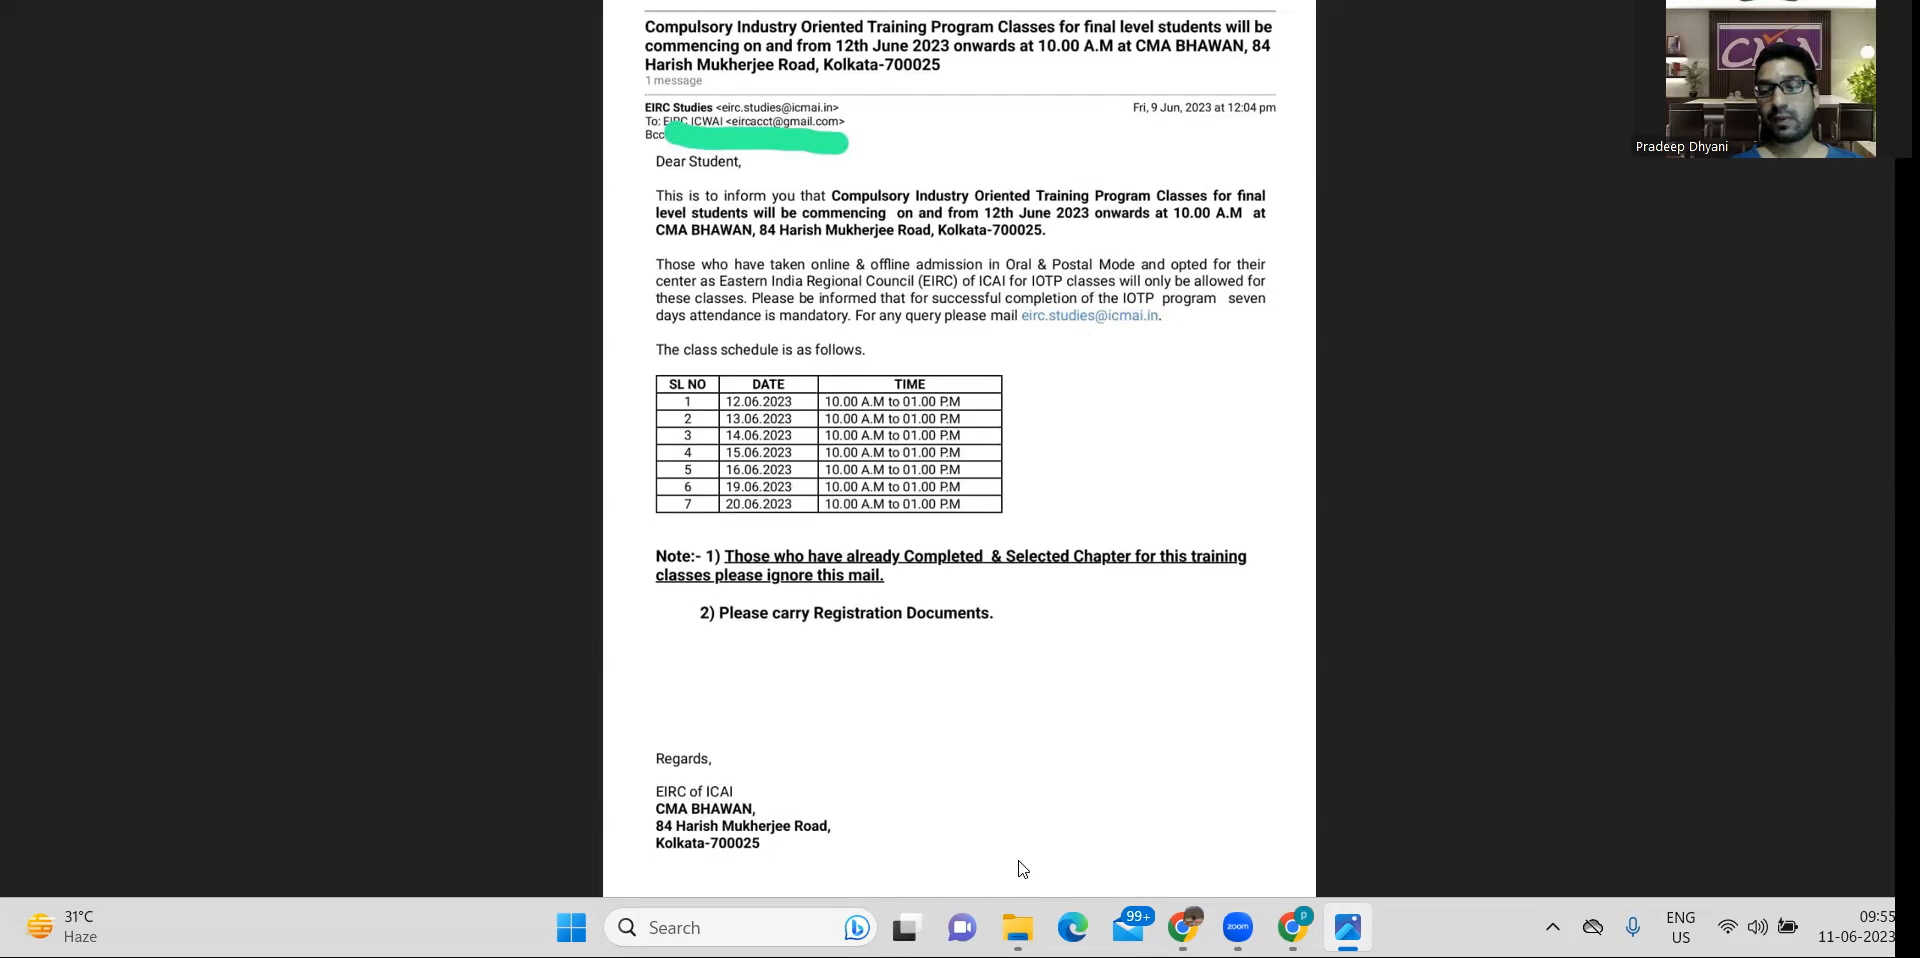 Compulsory Industry Oriented Training Program Classes for final level students will be
commencing on and from 12th June 2023 onwards at 10.00 A.M at CMA BHAWAN, 84
Harish Mukherjee Road, Kolkata-700025
1 message
EIRC Studies <eirc.studies@icmai.in> Fri, 9 Jun, 2023 at 12:04 pm
To: EIRC ICWAI <eircacct@gmail.com>
Bcc
Dear Student,
This is to inform you that Compulsory Industry Oriented Training Program Classes for final
level students will be commencing on and from 12th June 2023 onwards at 10.00 A.M at
CMA BHAWAN, 84 Harish Mukherjee Road, Kolkata-700025.
Those who have taken online & offline admission in Oral & Postal Mode and opted for their
center as Eastern India Regional Council (EIRC) of ICAI for IOTP classes will only be allowed for
these classes. Please be informed that for successful completion of the IOTP program seven
days attendance is mandatory. For any query please mail eirc.studies@icmai.in.
The class schedule is as follows.
SL NO DATE TIME
1 12.06.2023 10.00 A.M to 01.00 P.M
2 13.06.2023 10.00 A.M to 01.00 P.M
3 14.06.2023 10.00 A.M to 01.00 P.M
4 15.06.2023 10.00 A.M to 01.00 P.M
5 16.06.2023 10.00 A.M to 01.00 P.M
6 19.06.2023 10.00 A.M to 01.00 P.M
7 20.06.2023 10.00 A.M to 01.00 P.M
Note:- 1) Those who have already Completed & Selected Chapter for this training
classes please ignore this mail.
2) Please carry Registration Documents.
Regards,
EIRC of ICAI
CMA BHAWAN,
84 Harish Mukherjee Road,
Kolkata-700025
CMA
Pradeep Dhyani
31°C
Haze
Search
99+
zoom
p
ENG
US
09:55
11-06-2023